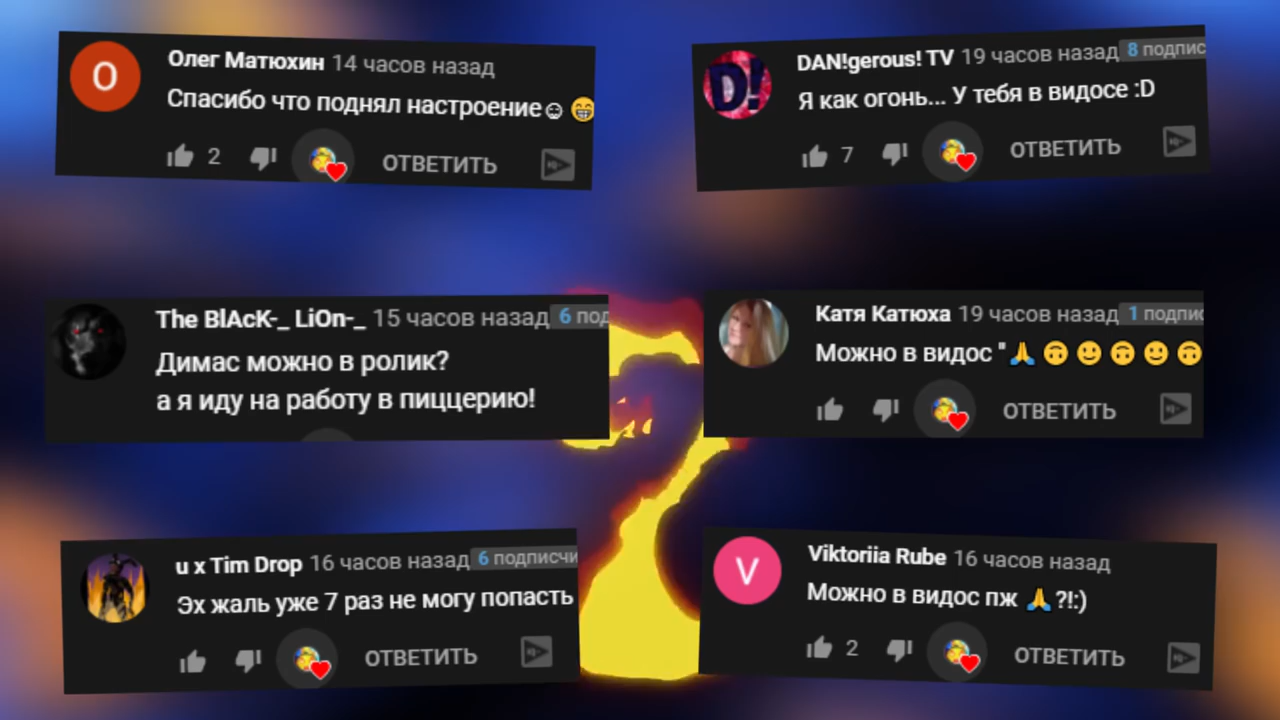 Олег Матюхин 14 часов назад
Спасибо что поднял настроение
2 ОТВЕТИТЬ
DAN!gerous! TV 19 часов назад 8 подпис
Я как огонь... У тебя в видосе :D
7 ОТВЕТИТЬ
The BlAcK-_ LiOn-_ 15 часов назад 6 под
Димас можно в ролик?
а я иду на работу в пиццерию!
Катя Катюха 19 часов назад 1 подпис
Можно в видос "🙏🙃🙂🙃🙂🙃
ОТВЕТИТЬ
u x Tim Drop 16 часов назад 6 подписчи
Эх жаль уже 7 раз не могу попасть
ОТВЕТИТЬ
Viktoriia Rube 16 часов назад
Можно в видос пж 🙏?!:)
2 ОТВЕТИТЬ
O
D!
V